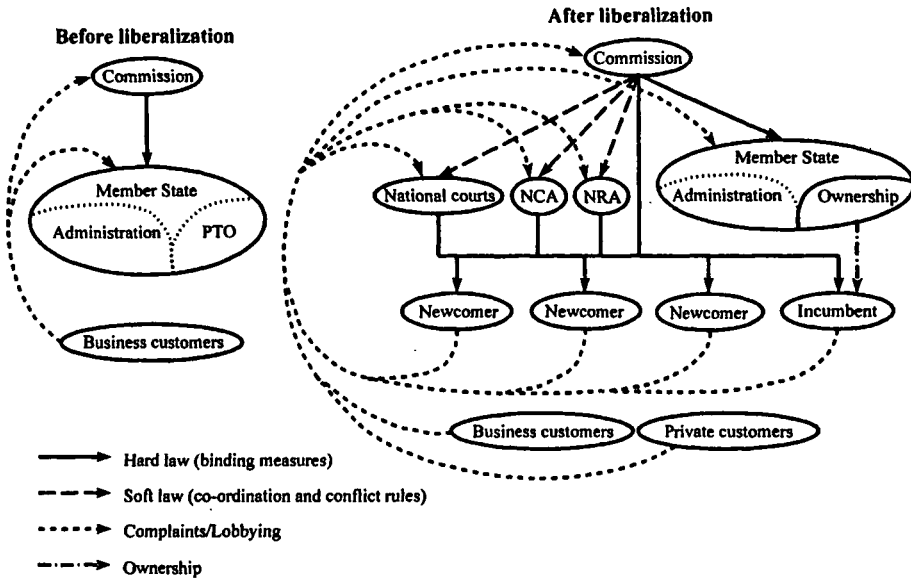 Before liberalization
Commission
Member State
Administration
PTO
Business customers
After liberalization
Commission
Member State
Administration
Ownership
National courts
NCA
NRA
Newcomer
Newcomer
Newcomer
Incumbent
Business customers
Private customers
Hard law (binding measures)
Soft law (co-ordination and conflict rules)
Complaints/Lobbying
Ownership